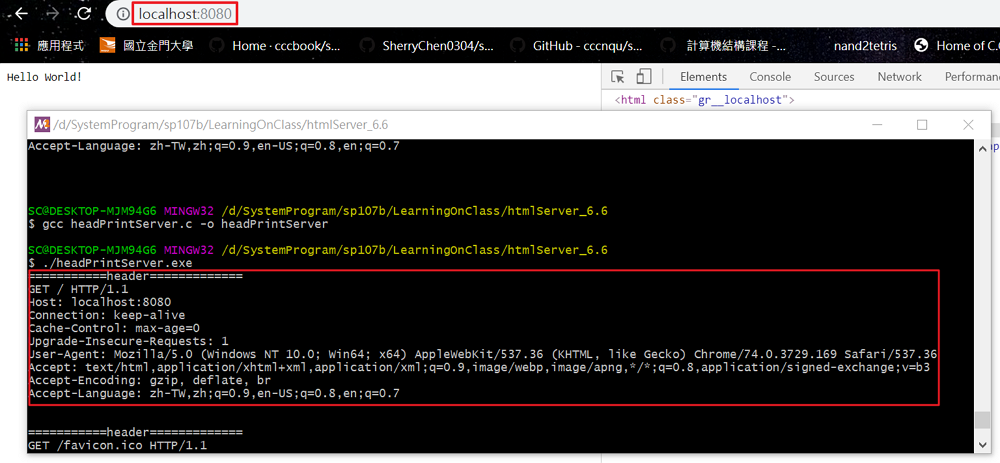 localhost:8080
應用程式 國立金門大學 Home · cccbook/s... SherryChen0304/s... GitHub - cccnqu/s... 計算機結構課程 -... nand2tetris Home of C.C
Hello World!
Elements Console Sources Network Performanc
<html class="gr__localhost">
/d/SystemProgram/sp107b/LearningOnClass/htmlServer_6.6
Accept-Language: zh-TW,zh;q=0.9,en-US;q=0.8,en;q=0.7
SC@DESKTOP-MJM94G6 MINGW32 /d/SystemProgram/sp107b/LearningOnClass/htmlServer_6.6
$ gcc headPrintServer.c -o headPrintServer
SC@DESKTOP-MJM94G6 MINGW32 /d/SystemProgram/sp107b/LearningOnClass/htmlServer_6.6
$ ./headPrintServer.exe
===========header=============
GET / HTTP/1.1
Host: localhost:8080
Connection: keep-alive
Cache-Control: max-age=0
Upgrade-Insecure-Requests: 1
User-Agent: Mozilla/5.0 (Windows NT 10.0; Win64; x64) AppleWebKit/537.36 (KHTML, like Gecko) Chrome/74.0.3729.169 Safari/537.36
Accept: text/html,application/xhtml+xml,application/xml;q=0.9,image/webp,image/apng,*/*;q=0.8,application/signed-exchange;v=b3
Accept-Encoding: gzip, deflate, br
Accept-Language: zh-TW,zh;q=0.9,en-US;q=0.8,en;q=0.7
===========header=============
GET /favicon.ico HTTP/1.1